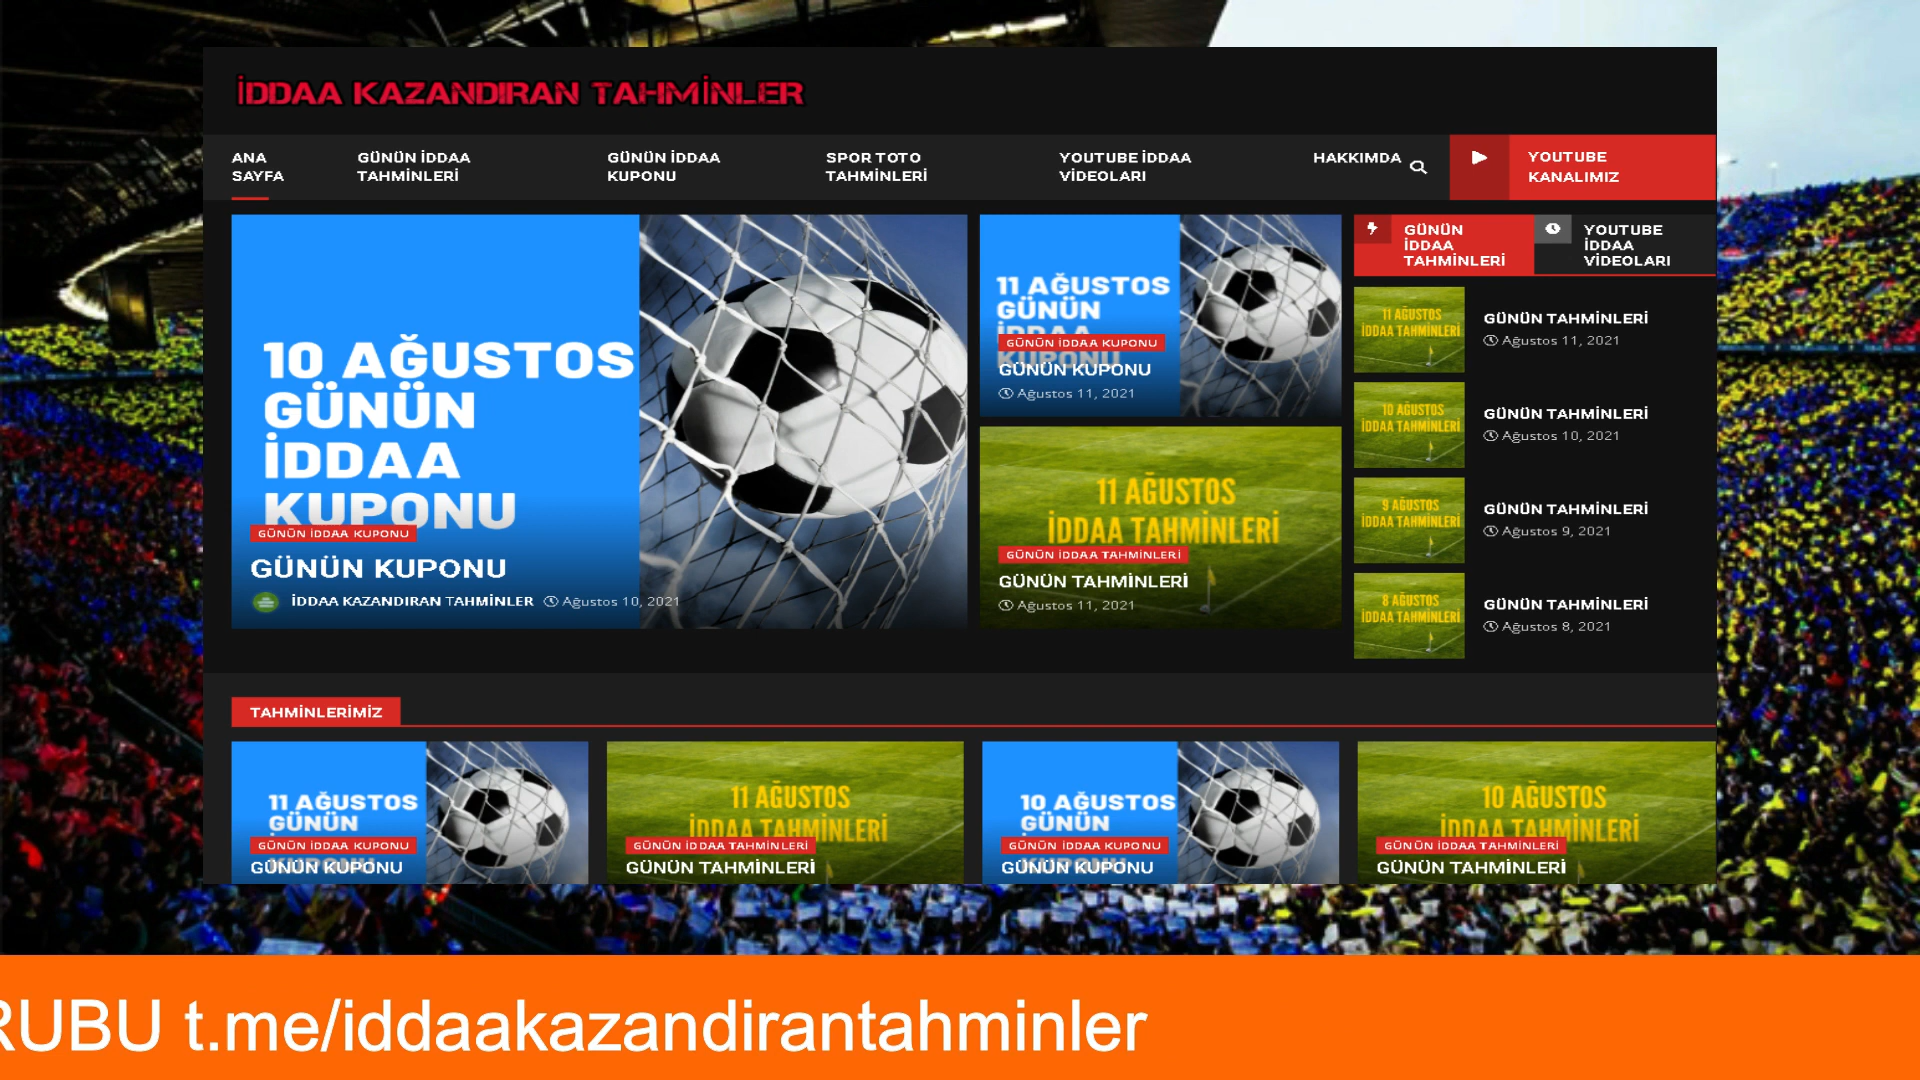 İDDAA KAZANDIRAN TAHMİNLER
ANA
SAYFA
GÜNÜN İDDAA
TAHMİNLERİ
GÜNÜN İDDAA
KUPONU
SPOR TOTO
TAHMİNLERİ
YOUTUBE İDDAA
VİDEOLARI
HAKKIMDA
YOUTUBE
KANALIMIZ
10 AĞUSTOS
GÜNÜN
İDDAA
KUPONU
GÜNÜN İDDAA KUPONU
GÜNÜN KUPONU
İDDAA KAZANDIRAN TAHMİNLER Ağustos 10, 2021
11 AĞUSTOS
GÜNÜN
İDDAA
KUPONU
GÜNÜN İDDAA KUPONU
GÜNÜN KUPONU
Ağustos 11, 2021
11 AĞUSTOS
İDDAA TAHMİNLERİ
GÜNÜN İDDAA TAHMİNLERİ
GÜNÜN TAHMİNLERİ
Ağustos 11, 2021
GÜNÜN
İDDAA
TAHMİNLERİ
YOUTUBE
İDDAA
VİDEOLARI
11 AĞUSTOS
İDDAA TAHMİNLERİ
GÜNÜN TAHMİNLERİ
Ağustos 11, 2021
10 AĞUSTOS
İDDAA TAHMİNLERİ
GÜNÜN TAHMİNLERİ
Ağustos 10, 2021
9 AĞUSTOS
İDDAA TAHMİNLERİ
GÜNÜN TAHMİNLERİ
Ağustos 9, 2021
8 AĞUSTOS
İDDAA TAHMİNLERİ
GÜNÜN TAHMİNLERİ
Ağustos 8, 2021
TAHMİNLERİMİZ
11 AĞUSTOS
GÜNÜN
GÜNÜN İDDAA KUPONU
GÜNÜN KUPONU
11 AĞUSTOS
İDDAA TAHMİNLERİ
GÜNÜN İDDAA TAHMİNLERİ
GÜNÜN TAHMİNLERİ
10 AĞUSTOS
GÜNÜN
GÜNÜN İDDAA KUPONU
GÜNÜN KUPONU
10 AĞUSTOS
İDDAA TAHMİNLERİ
GÜNÜN İDDAA TAHMİNLERİ
GÜNÜN TAHMİNLERİ
RUBU t.me/iddaakazandirantahminler